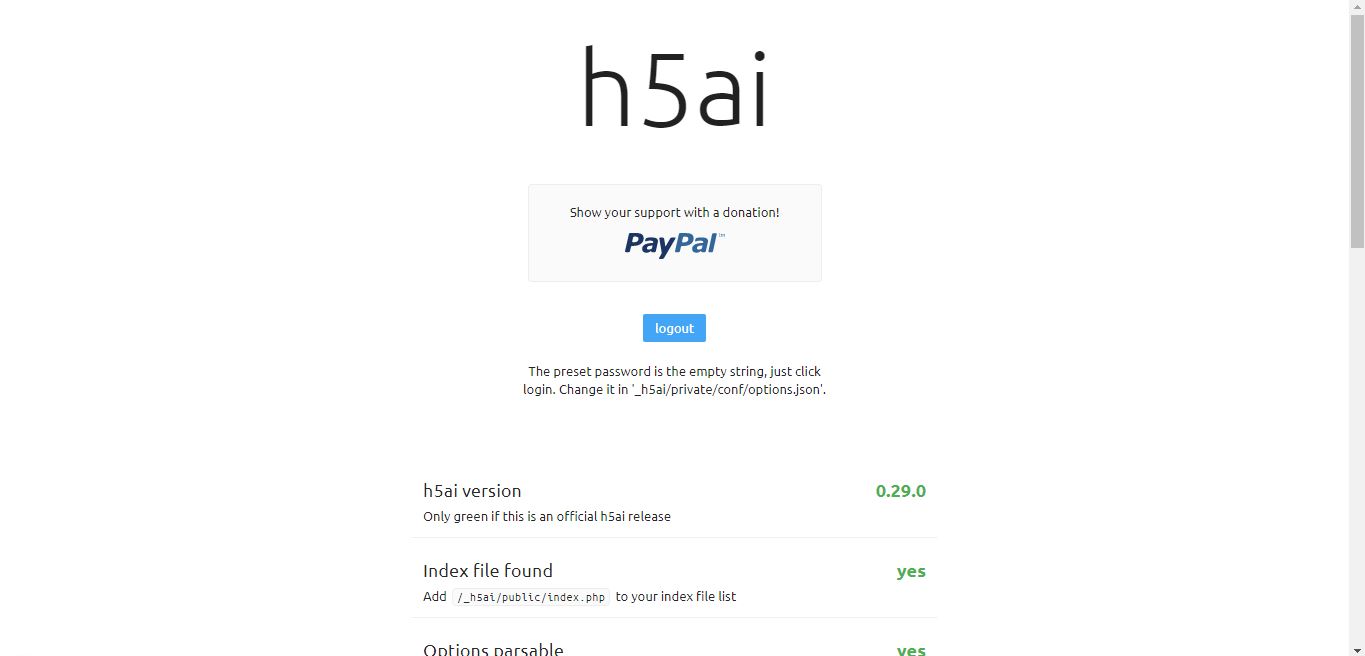 h5ai
Show your support with a donation!
PayPal™
logout
The preset password is the empty string, just click
login. Change it in '_h5ai/private/conf/options.json'.
h5ai version 0.29.0
Only green if this is an official h5ai release
Index file found yes
Add /_h5ai/public/index.php to your index file list
Options parsable yes